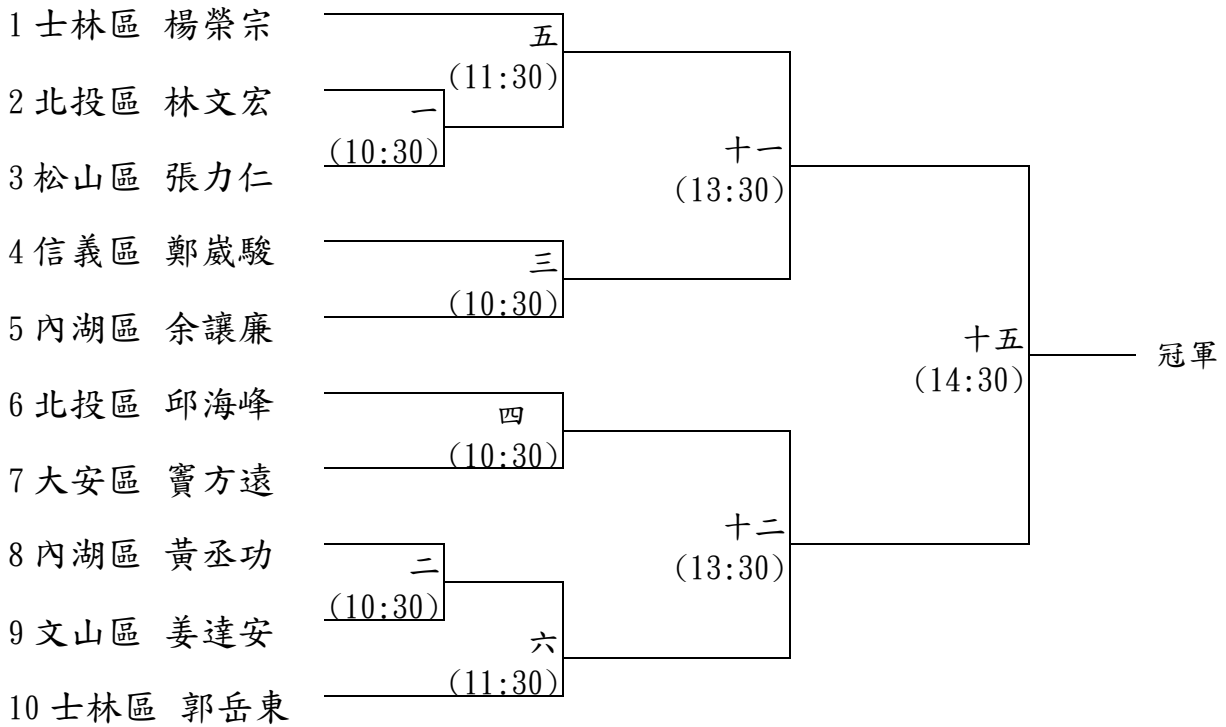 1 士林區 楊榮宗
五
(11:30)
2 北投區 林文宏
一
(10:30)
3 松山區 張力仁
十一
(13:30)
4 信義區 鄭崴駿
三
(10:30)
5 內湖區 余讓廉
十五
(14:30)
冠軍
6 北投區 邱海峰
四
(10:30)
7 大安區 竇方遠
十二
(13:30)
8 內湖區 黃丞功
二
(10:30)
9 文山區 姜達安
六
(11:30)
10 士林區 郭岳東